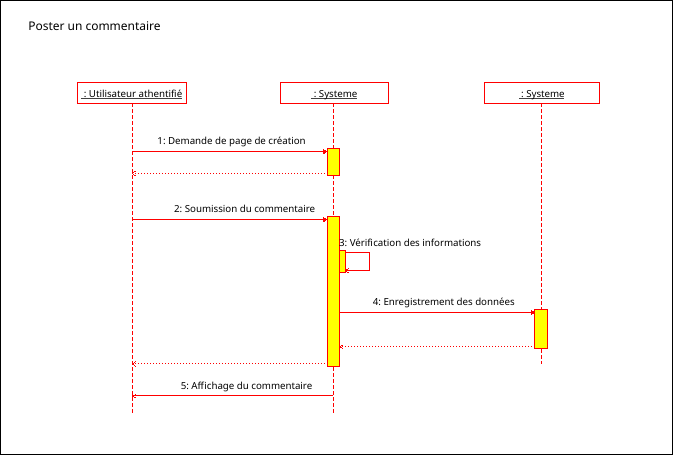 Poster un commentaire
: Utilisateur athentifié
: Systeme
: Systeme
1: Demande de page de création
2: Soumission du commentaire
3: Vérification des informations
4: Enregistrement des données
5: Affichage du commentaire